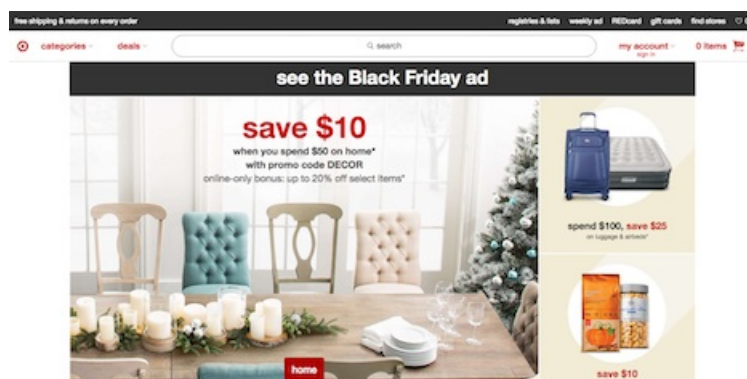 free shipping & returns on every order
registries & lists weekly ad REDcard gift cards find stores
categories deals search my account 0 items
sign in
see the Black Friday ad
save $10
when you spend $50 on home*
with promo code DECOR
online-only bonus: up to 20% off select items*
home
spend $100, save $25
on luggage & airbeds*
save $10